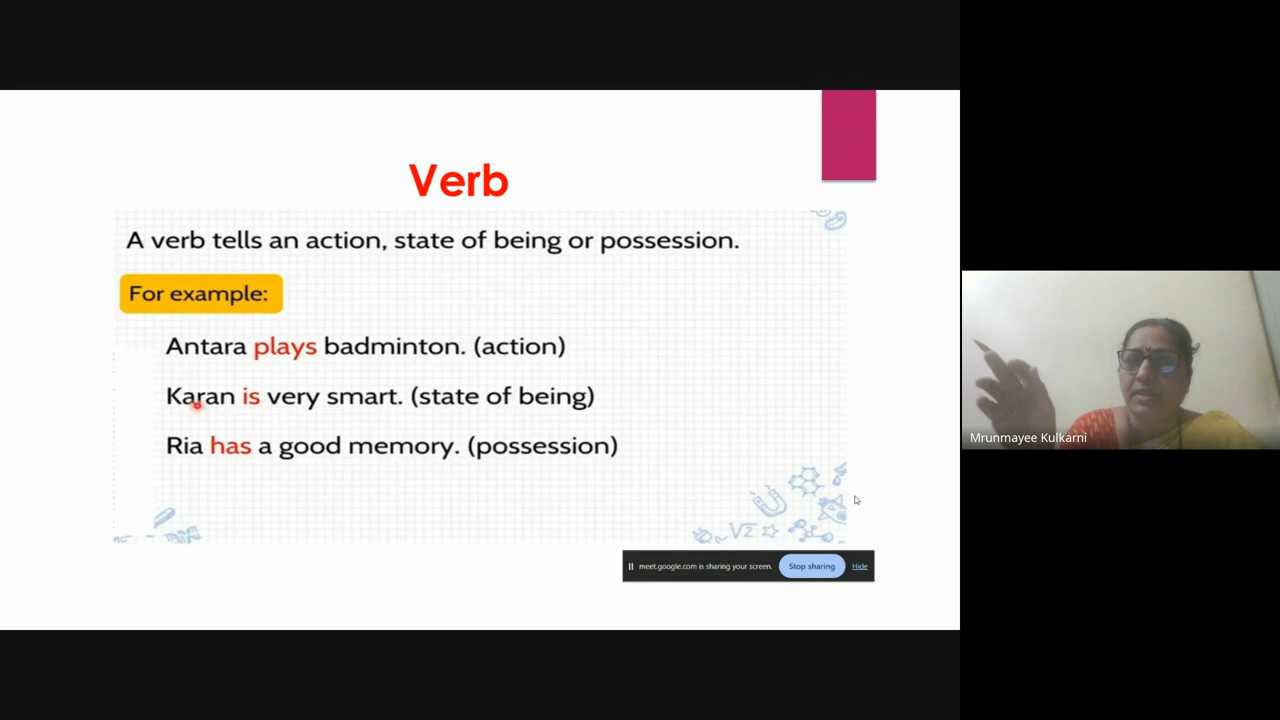 Verb
A verb tells an action, state of being or possession.
For example:
Antara plays badminton. (action)
Karan is very smart. (state of being)
Ria has a good memory. (possession)
√2
meet.google.com is sharing your screen. Stop sharing Hide
Mrunmayee Kulkarni